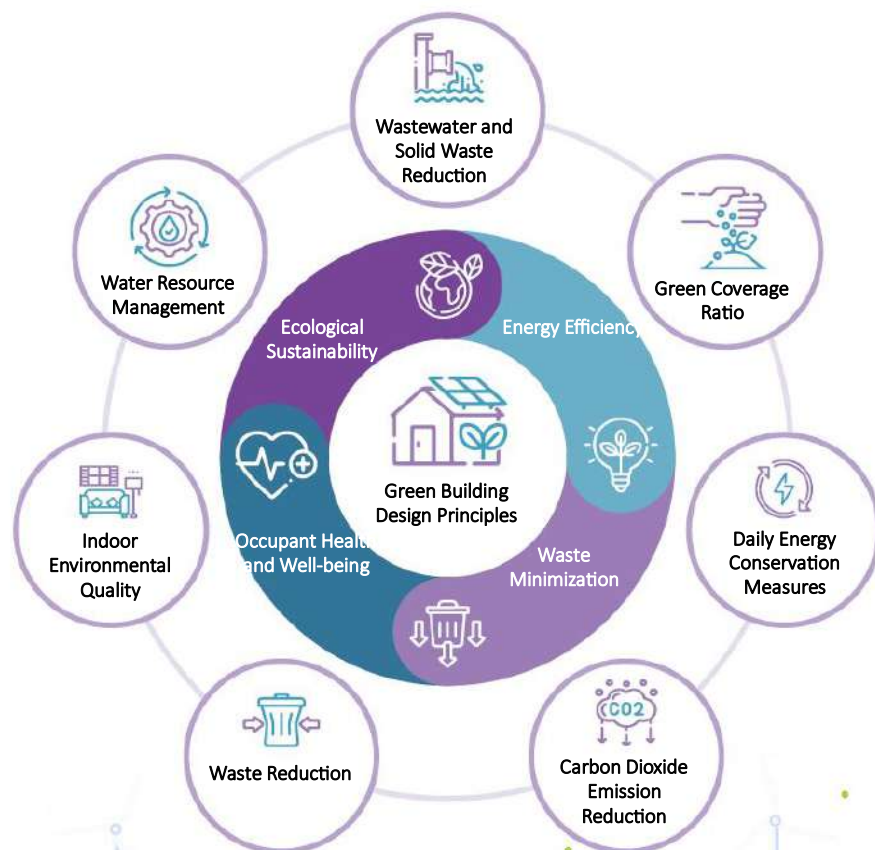 Wastewater and
Solid Waste
Reduction
Water Resource
Management
Green Coverage
Ratio
Ecological
Sustainability
Energy Efficiency
Green Building
Design Principles
Indoor
Environmental
Quality
Occupant Health
and Well-being
Waste
Minimization
Daily Energy
Conservation
Measures
Waste Reduction
CO2
Carbon Dioxide
Emission
Reduction